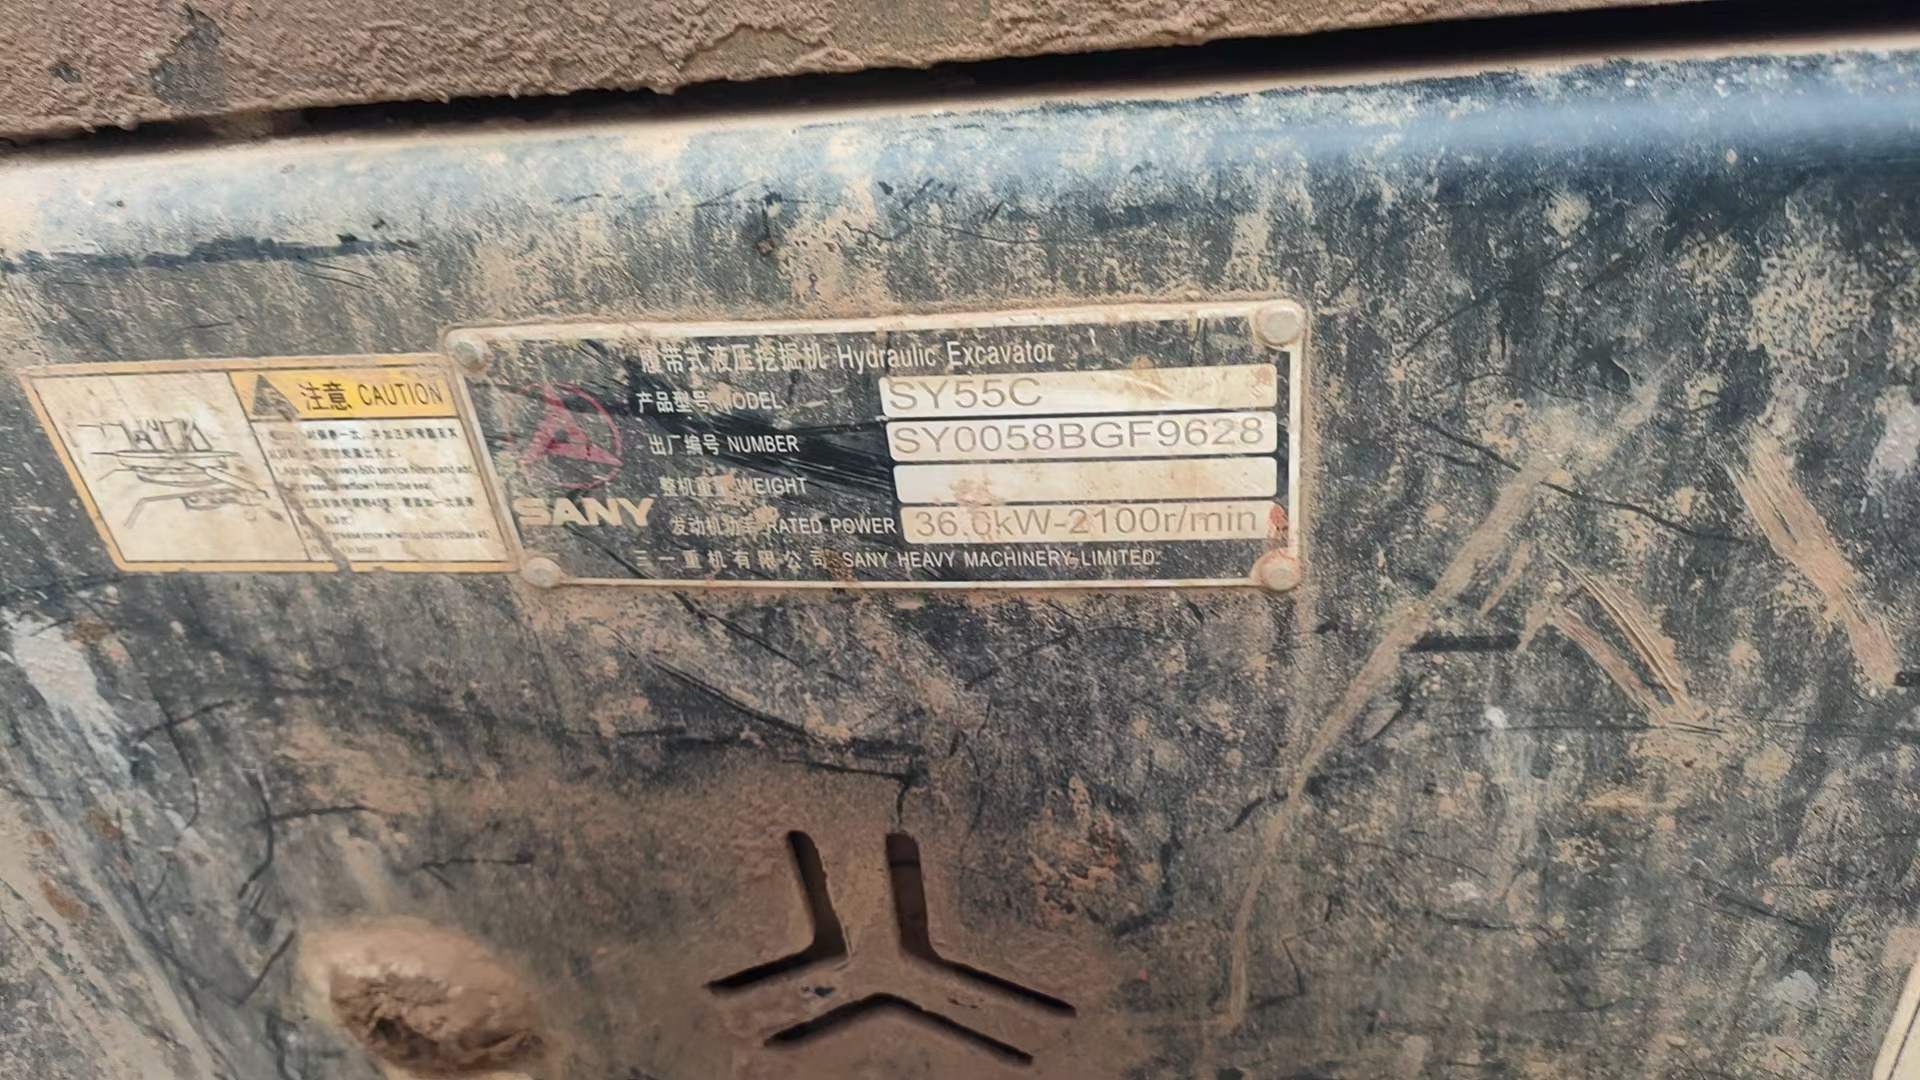 履带式液压挖掘机 Hydraulic Excavator
产品型号 MODEL SY55C
出厂编号 NUMBER SY0058BGF9628
整机重量 WEIGHT
发动机功率 RATED POWER 36.6kW-2100r/min
SANY
三一重机有限公司 SANY HEAVY MACHINERY LIMITED
注意 CAUTION